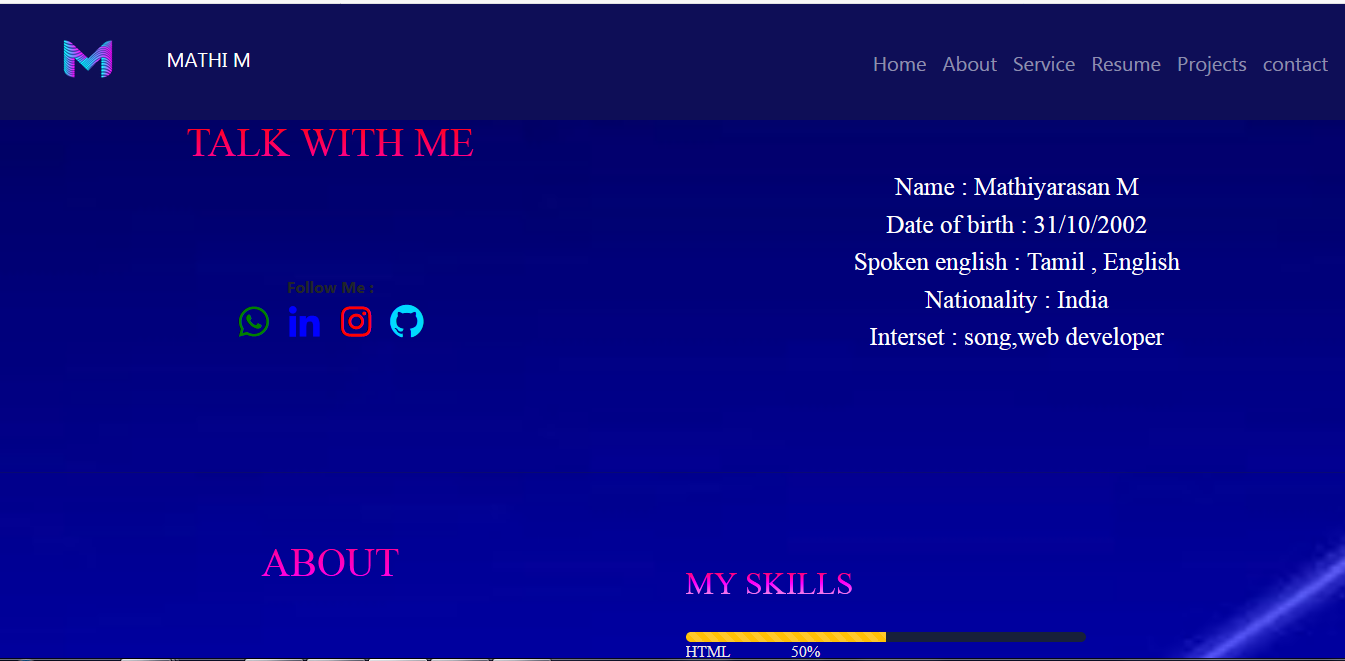 MATHI M
Home About Service Resume Projects contact
TALK WITH ME
Name : Mathiyarasan M
Date of birth : 31/10/2002
Spoken english : Tamil , English
Nationality : India
Interset : song,web developer
Follow Me :
ABOUT
MY SKILLS
HTML 50%